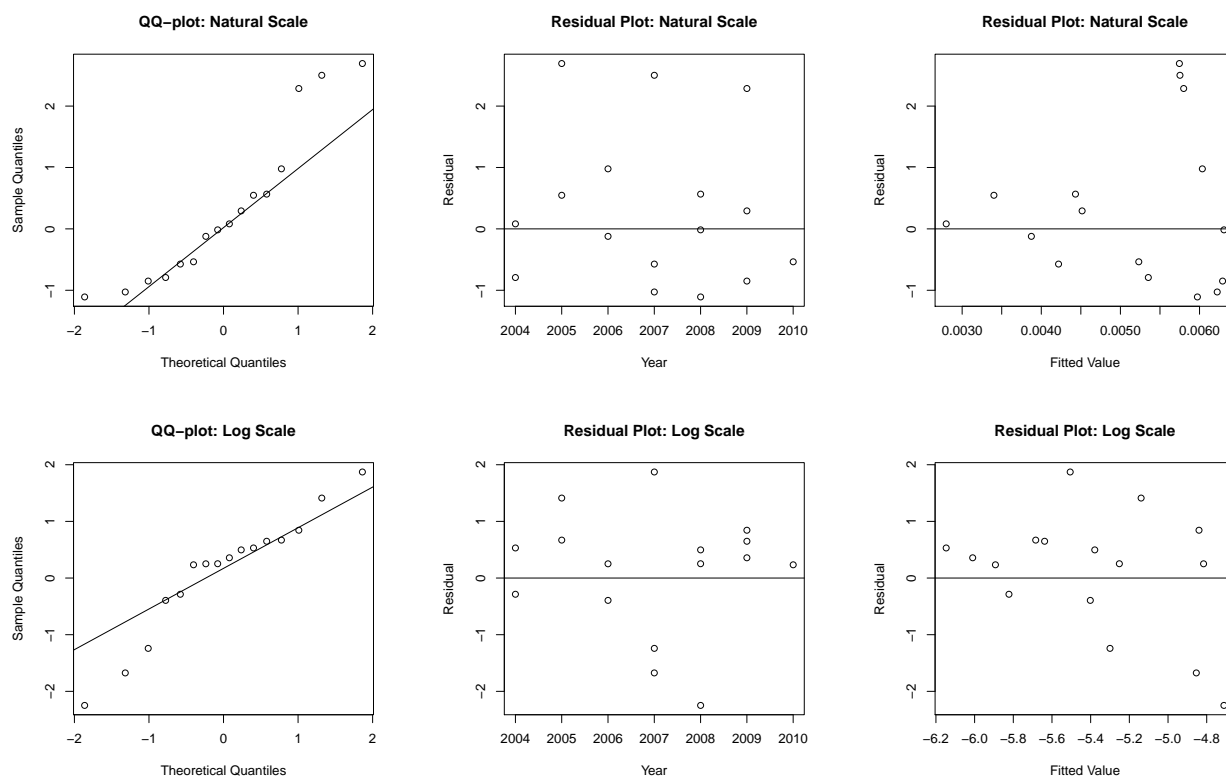 QQ−plot: Natural Scale
Residual Plot: Natural Scale
Residual Plot: Natural Scale
Sample Quantiles
2
1
0
−1
−2 −1 0 1 2
Theoretical Quantiles
Residual
2
1
0
−1
2004 2005 2006 2007 2008 2009 2010
Year
Residual
2
1
0
−1
0.0030 0.0040 0.0050 0.0060
Fitted Value
QQ−plot: Log Scale
Residual Plot: Log Scale
Residual Plot: Log Scale
Sample Quantiles
2
1
0
−1
−2
−2 −1 0 1 2
Theoretical Quantiles
Residual
2
1
0
−1
−2
2004 2005 2006 2007 2008 2009 2010
Year
Residual
2
1
0
−1
−2
−6.2 −6.0 −5.8 −5.6 −5.4 −5.2 −5.0 −4.8
Fitted Value